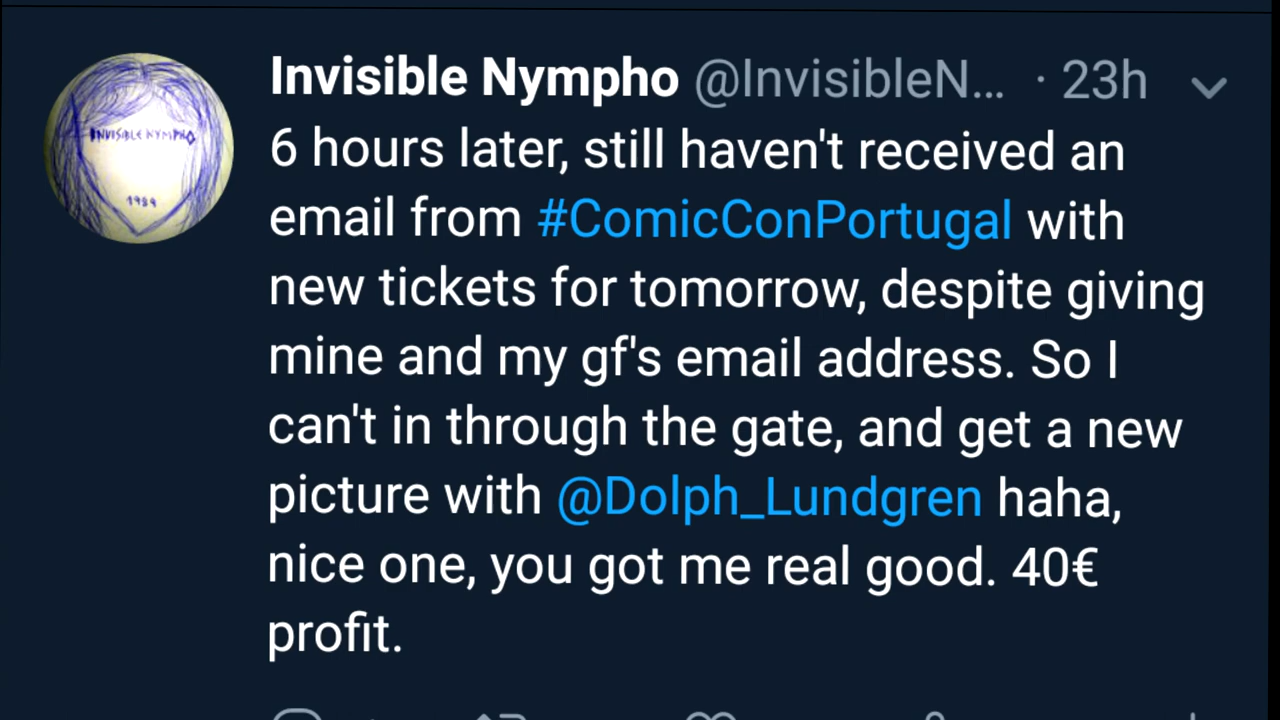 Invisible Nympho @InvisibleN... · 23h
INVISIBLE NYMPHO
1989
6 hours later, still haven't received an
email from #ComicConPortugal with
new tickets for tomorrow, despite giving
mine and my gf's email address. So I
can't in through the gate, and get a new
picture with @Dolph_Lundgren haha,
nice one, you got me real good. 40€
profit.